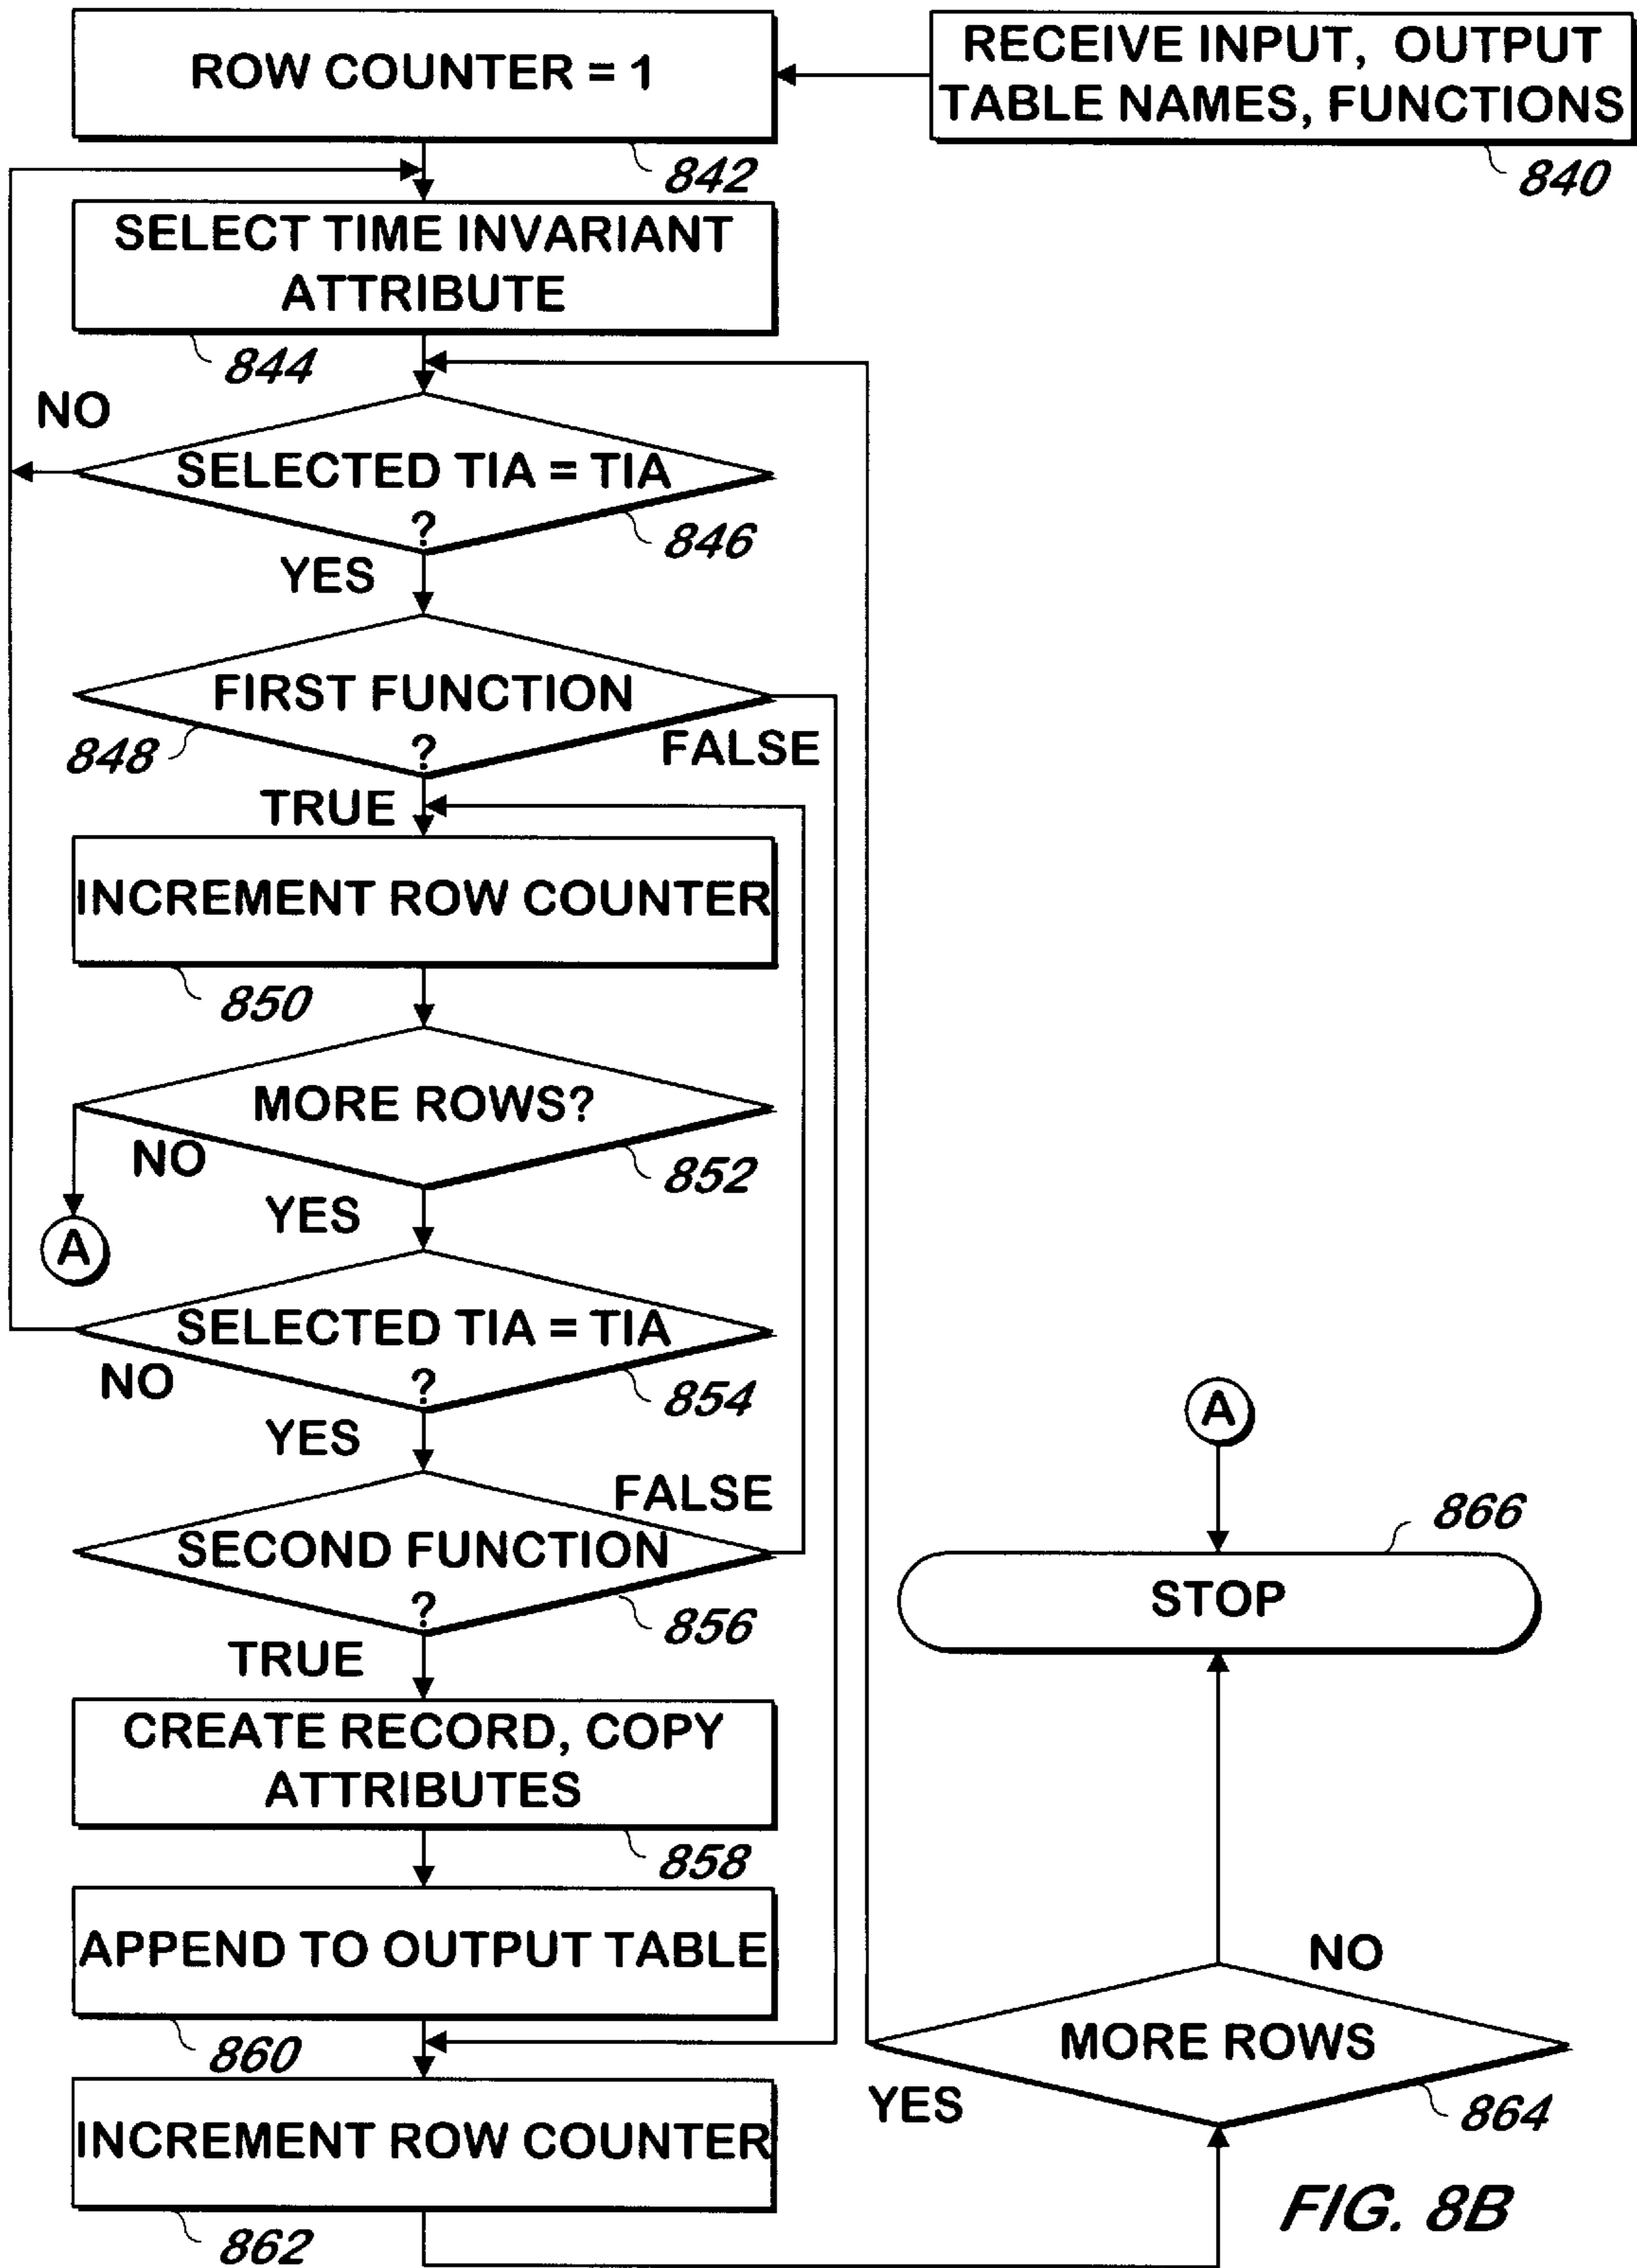 ROW COUNTER = 1
842
RECEIVE INPUT, OUTPUT
TABLE NAMES, FUNCTIONS
840
SELECT TIME INVARIANT
ATTRIBUTE
844
NO
SELECTED TIA = TIA
?
846
YES
FIRST FUNCTION
?
848
FALSE
TRUE
INCREMENT ROW COUNTER
850
MORE ROWS?
NO
852
YES
A
SELECTED TIA = TIA
?
NO
854
YES
FALSE
SECOND FUNCTION
?
856
TRUE
CREATE RECORD, COPY
ATTRIBUTES
858
APPEND TO OUTPUT TABLE
860
INCREMENT ROW COUNTER
862
A
866
STOP
NO
MORE ROWS
YES
864
FIG. 8B